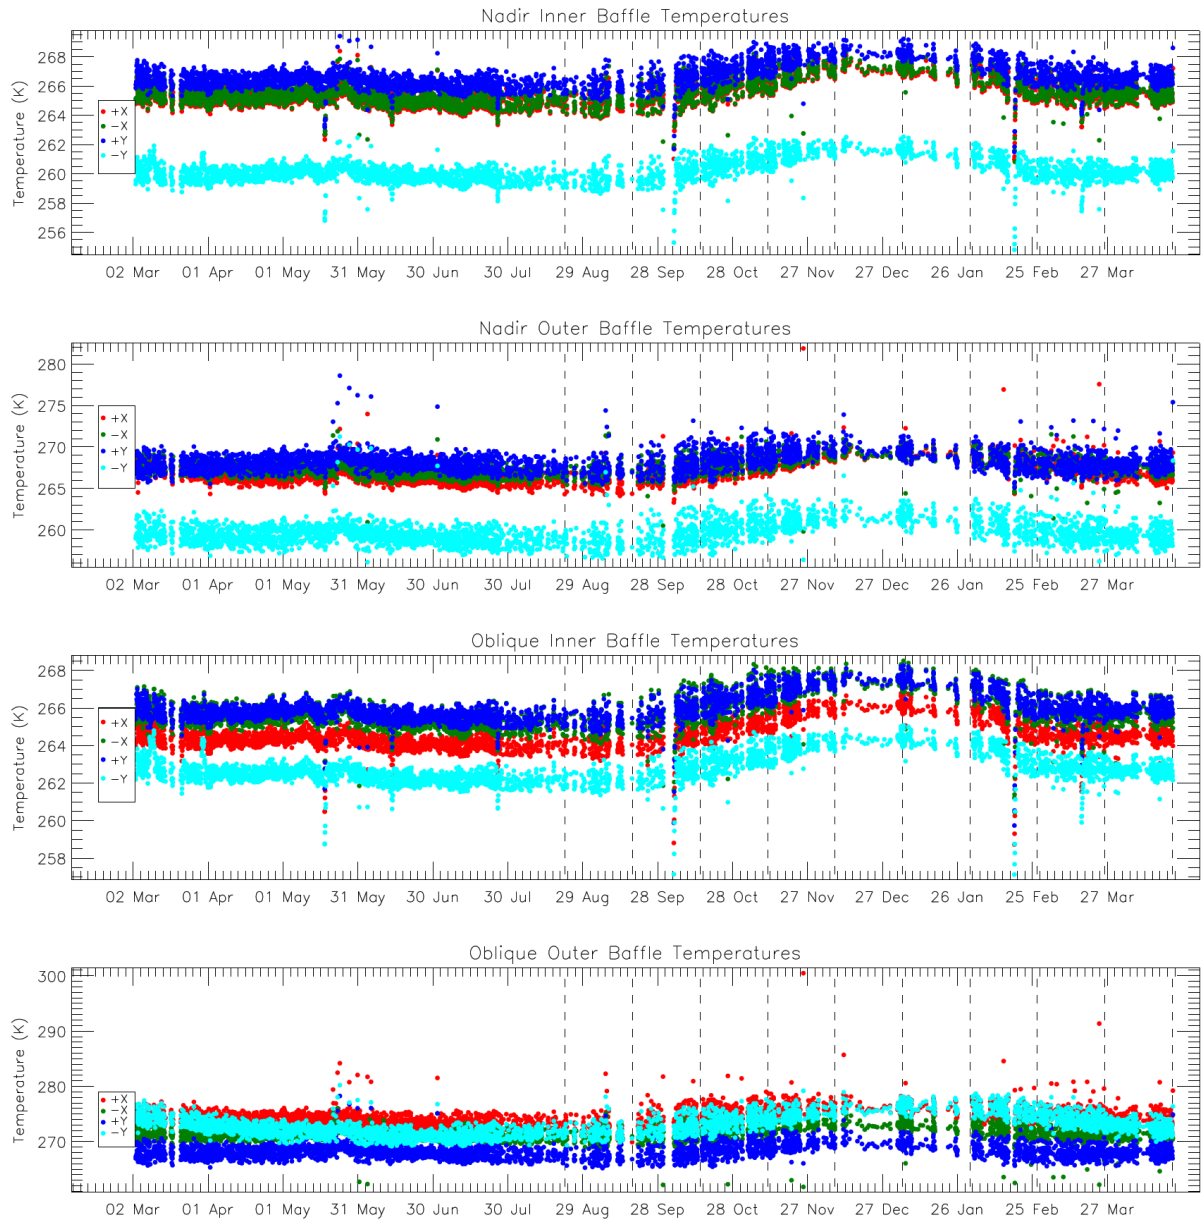 Nadir Inner Baffle Temperatures
Temperature (K)
268
266
264
262
260
258
256
+X
−X
+Y
−Y
02 Mar 01 Apr 01 May 31 May 30 Jun 30 Jul 29 Aug 28 Sep 28 Oct 27 Nov 27 Dec 26 Jan 25 Feb 27 Mar
Nadir Outer Baffle Temperatures
Temperature (K)
280
275
270
265
260
+X
−X
+Y
−Y
02 Mar 01 Apr 01 May 31 May 30 Jun 30 Jul 29 Aug 28 Sep 28 Oct 27 Nov 27 Dec 26 Jan 25 Feb 27 Mar
Oblique Inner Baffle Temperatures
Temperature (K)
268
266
264
262
260
258
+X
−X
+Y
−Y
02 Mar 01 Apr 01 May 31 May 30 Jun 30 Jul 29 Aug 28 Sep 28 Oct 27 Nov 27 Dec 26 Jan 25 Feb 27 Mar
Oblique Outer Baffle Temperatures
Temperature (K)
300
290
280
270
+X
−X
+Y
−Y
02 Mar 01 Apr 01 May 31 May 30 Jun 30 Jul 29 Aug 28 Sep 28 Oct 27 Nov 27 Dec 26 Jan 25 Feb 27 Mar